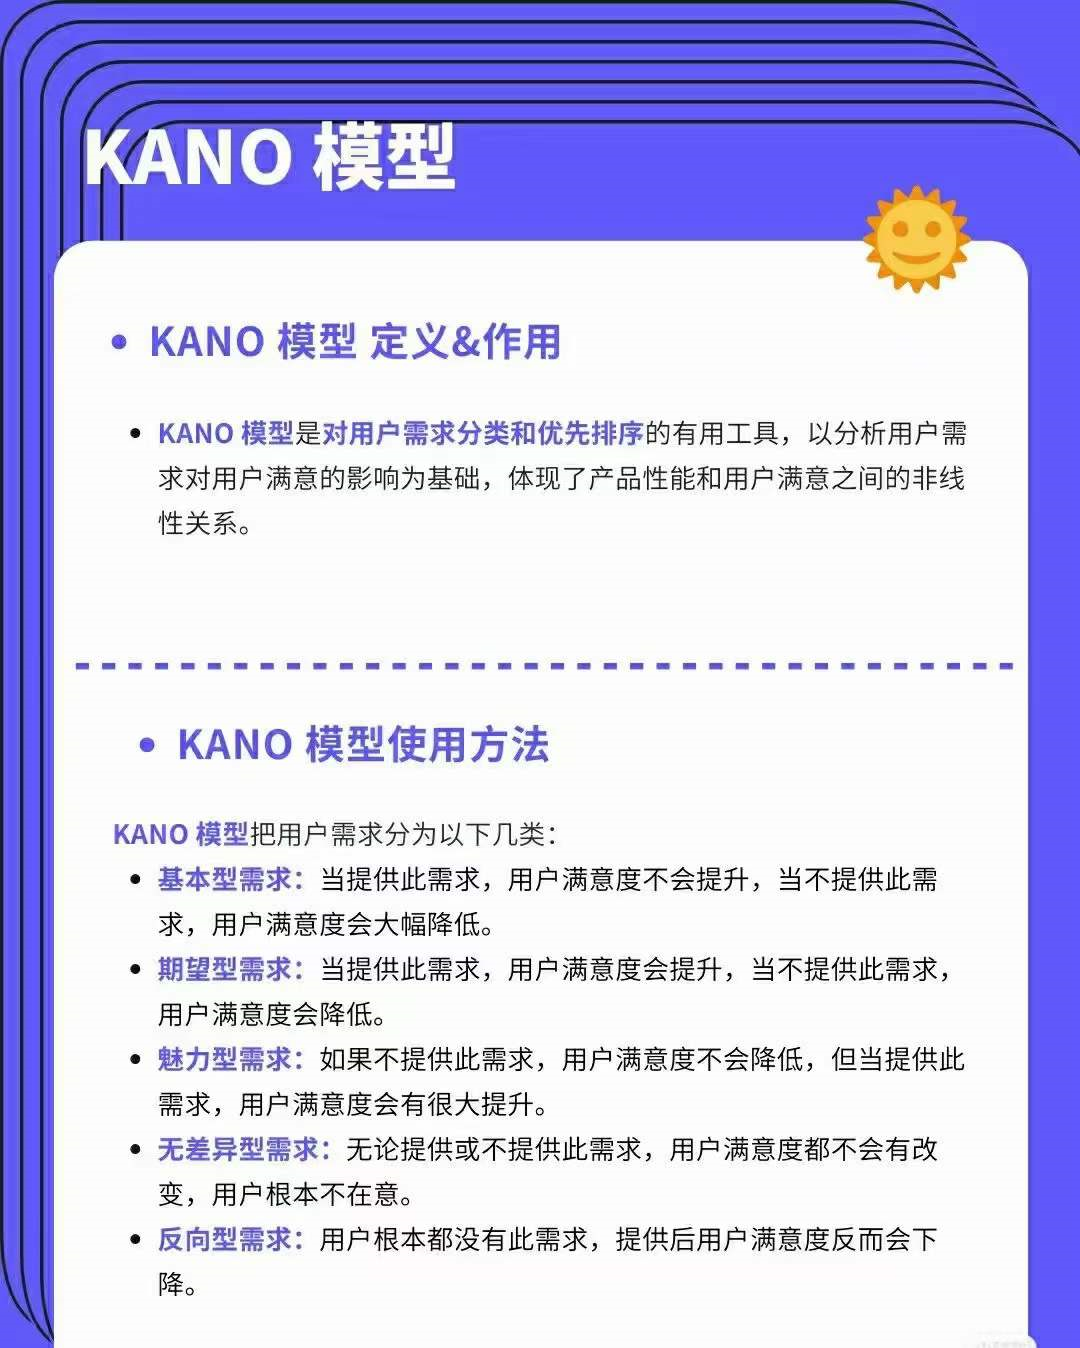 KANO 模型
KANO 模型 定义&作用
KANO 模型是对用户需求分类和优先排序的有用工具，以分析用户需
求对用户满意的影响为基础，体现了产品性能和用户满意之间的非线
性关系。
KANO 模型使用方法
KANO 模型把用户需求分为以下几类：
基本型需求：当提供此需求，用户满意度不会提升，当不提供此需
求，用户满意度会大幅降低。
期望型需求：当提供此需求，用户满意度会提升，当不提供此需求，
用户满意度会降低。
魅力型需求：如果不提供此需求，用户满意度不会降低，但当提供此
需求，用户满意度会有很大提升。
无差异型需求：无论提供或不提供此需求，用户满意度都不会有改
变，用户根本不在意。
反向型需求：用户根本都没有此需求，提供后用户满意度反而会下
降。